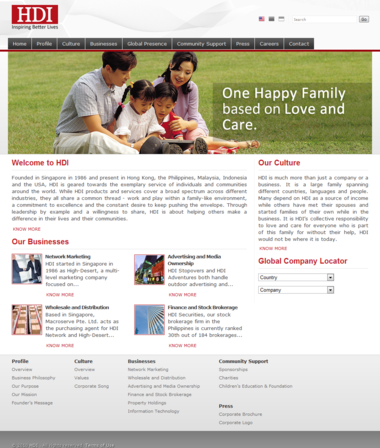 HDI
Inspiring Better Lives
Search
Go
Home Profile Culture Businesses Global Presence Community Support Press Careers Contact
One Happy Family
based on Love and
Care.
Welcome to HDI
Founded in Singapore in 1986 and present in Hong Kong, the Philippines, Malaysia, Indonesia
and the USA, HDI is geared towards the exemplary service of individuals and communities
around the world. While HDI products and services cover a broad spectrum across different
industries, they all share a common thread - work and play within a family-like environment,
a commitment to excellence and the constant desire to keep pushing the envelope. Through
leadership by example and a willingness to share, HDI is about helping others make a
difference in their lives and their communities.
KNOW MORE
Our Culture
HDI is much more than just a company or a
business. It is a large family spanning
different countries, languages and people.
Many depend on HDI as a source of income
while others have met their spouses and
started families of their own while in the
business. It is HDI's collective responsibility
to love and care for everyone who is part
of this family for without their help, HDI
would not be where it is today.
KNOW MORE
Our Businesses
Network Marketing
HDI started in Singapore in
1986 as High-Desert, a multi-
level marketing company
focused on...
KNOW MORE
Advertising and Media
Ownership
HDI Stopovers and HDI
Adventures both handle
outdoor advertising and...
KNOW MORE
Wholesale and Distribution
Based in Singapore,
Macroserve Pte. Ltd. acts
as the purchasing agent for HDI
Network and High-Desert...
KNOW MORE
Finance and Stock Brokerage
HDI Securities, our stock
brokerage firm in the
Philippines is currently ranked
30th out of 184 brokerages...
KNOW MORE
Global Company Locator
Country
Company
Profile
Overview
Business Philosophy
Our Purpose
Our Mission
Founder's Message
Culture
Overview
Values
Corporate Song
Businesses
Network Marketing
Wholesale and Distribution
Advertising and Media Ownership
Finance and Stock Brokerage
Property Holdings
Information Technology
Community Support
Sponsorships
Charities
Children's Education & Foundation
Press
Corporate Brochure
Corporate Logo
Terms of Use